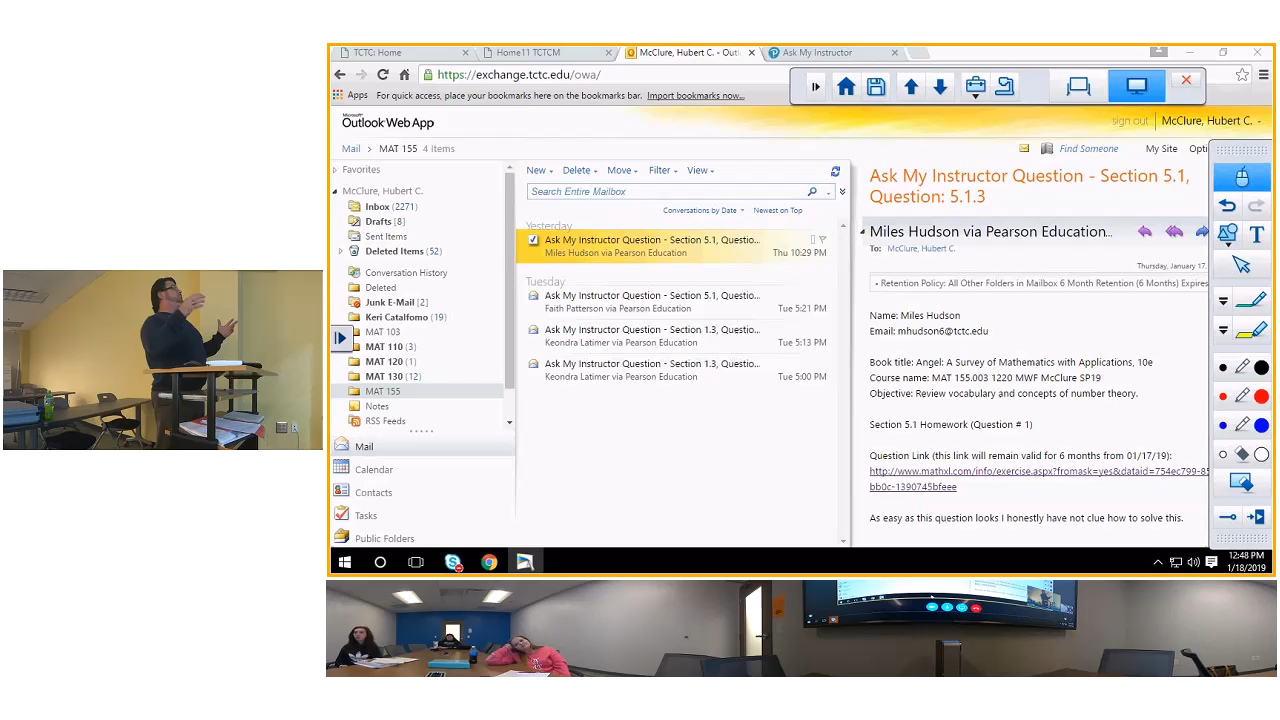 TCTC: Home
Home11 TCTCM
McClure, Hubert C. - Outl
Ask My Instructor
https://exchange.tctc.edu/owa/
Apps For quick access, place your bookmarks here on the bookmarks bar. Import bookmarks now...
Microsoft
Outlook Web App
sign out McClure, Hubert C.
Mail > MAT 155 4 items
Find Someone My Site Opti
Favorites
McClure, Hubert C.
Inbox (2271)
Drafts [8]
Sent Items
Deleted Items (52)
Conversation History
Deleted
Junk E-Mail [2]
Keri Catalfomo (19)
MAT 103
MAT 110 (3)
MAT 120 (1)
MAT 130 (12)
MAT 155
Notes
RSS Feeds
Mail
Calendar
Contacts
Tasks
Public Folders
New Delete Move Filter View
Search Entire Mailbox
Conversations by Date Newest on Top
Yesterday
Ask My Instructor Question - Section 5.1, Questio...
Miles Hudson via Pearson Education Thu 10:29 PM
Tuesday
Ask My Instructor Question - Section 5.1, Questio...
Faith Patterson via Pearson Education Tue 5:21 PM
Ask My Instructor Question - Section 1.3, Questio...
Keondra Latimer via Pearson Education Tue 5:13 PM
Ask My Instructor Question - Section 1.3, Questio...
Keondra Latimer via Pearson Education Tue 5:00 PM
Ask My Instructor Question - Section 5.1,
Question: 5.1.3
Miles Hudson via Pearson Education...
To: McClure, Hubert C.
Thursday, January 17,
• Retention Policy: All Other Folders in Mailbox 6 Month Retention (6 Months) Expires
Name: Miles Hudson
Email: mhudson6@tctc.edu
Book title: Angel: A Survey of Mathematics with Applications, 10e
Course name: MAT 155.003 1220 MWF McClure SP19
Objective: Review vocabulary and concepts of number theory.
Section 5.1 Homework (Question # 1)
Question Link (this link will remain valid for 6 months from 01/17/19):
http://www.mathxl.com/info/exercise.aspx?fromask=yes&dataid=754ec799-85
bb0c-1390745bfeee
As easy as this question looks I honestly have not clue how to solve this.
T
12:48 PM
1/18/2019